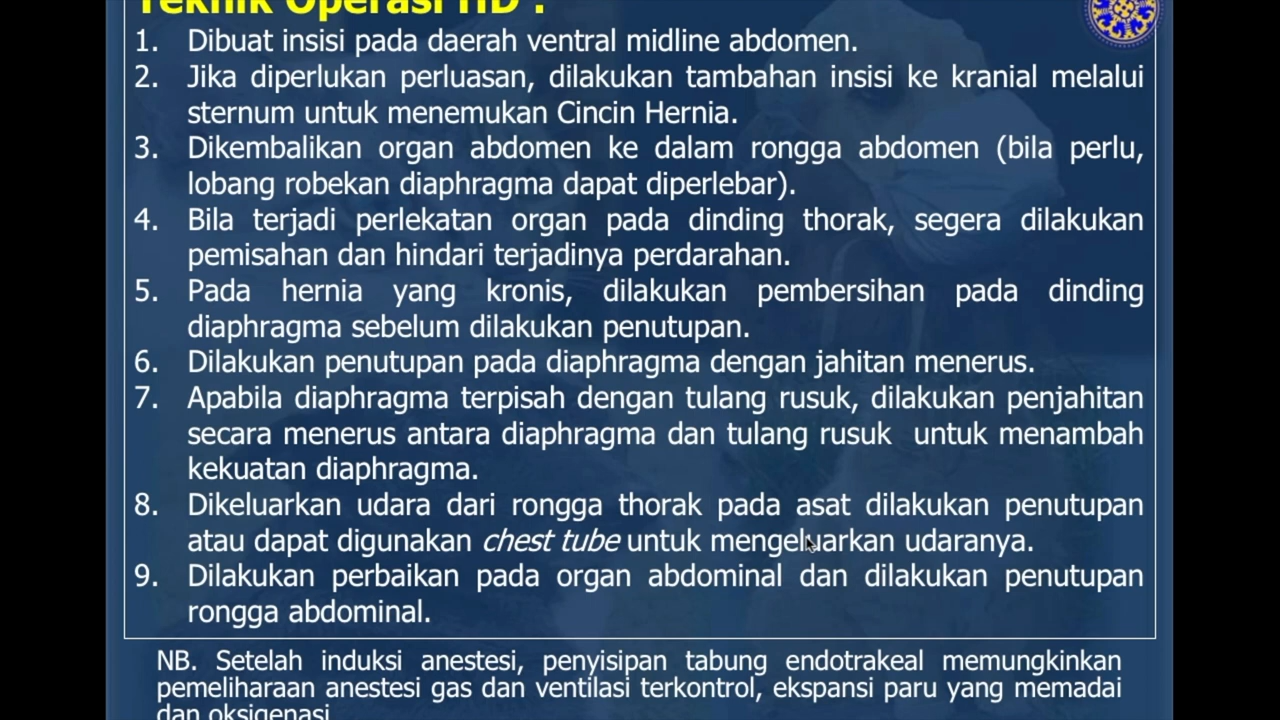 Teknik Operasi HD :
1. Dibuat insisi pada daerah ventral midline abdomen.
2. Jika diperlukan perluasan, dilakukan tambahan insisi ke kranial melalui
sternum untuk menemukan Cincin Hernia.
3. Dikembalikan organ abdomen ke dalam rongga abdomen (bila perlu,
lobang robekan diaphragma dapat diperlebar).
4. Bila terjadi perlekatan organ pada dinding thorak, segera dilakukan
pemisahan dan hindari terjadinya perdarahan.
5. Pada hernia yang kronis, dilakukan pembersihan pada dinding
diaphragma sebelum dilakukan penutupan.
6. Dilakukan penutupan pada diaphragma dengan jahitan menerus.
7. Apabila diaphragma terpisah dengan tulang rusuk, dilakukan penjahitan
secara menerus antara diaphragma dan tulang rusuk untuk menambah
kekuatan diaphragma.
8. Dikeluarkan udara dari rongga thorak pada asat dilakukan penutupan
atau dapat digunakan chest tube untuk mengeluarkan udaranya.
9. Dilakukan perbaikan pada organ abdominal dan dilakukan penutupan
rongga abdominal.
NB. Setelah induksi anestesi, penyisipan tabung endotrakeal memungkinkan
pemeliharaan anestesi gas dan ventilasi terkontrol, ekspansi paru yang memadai
dan oksigenasi